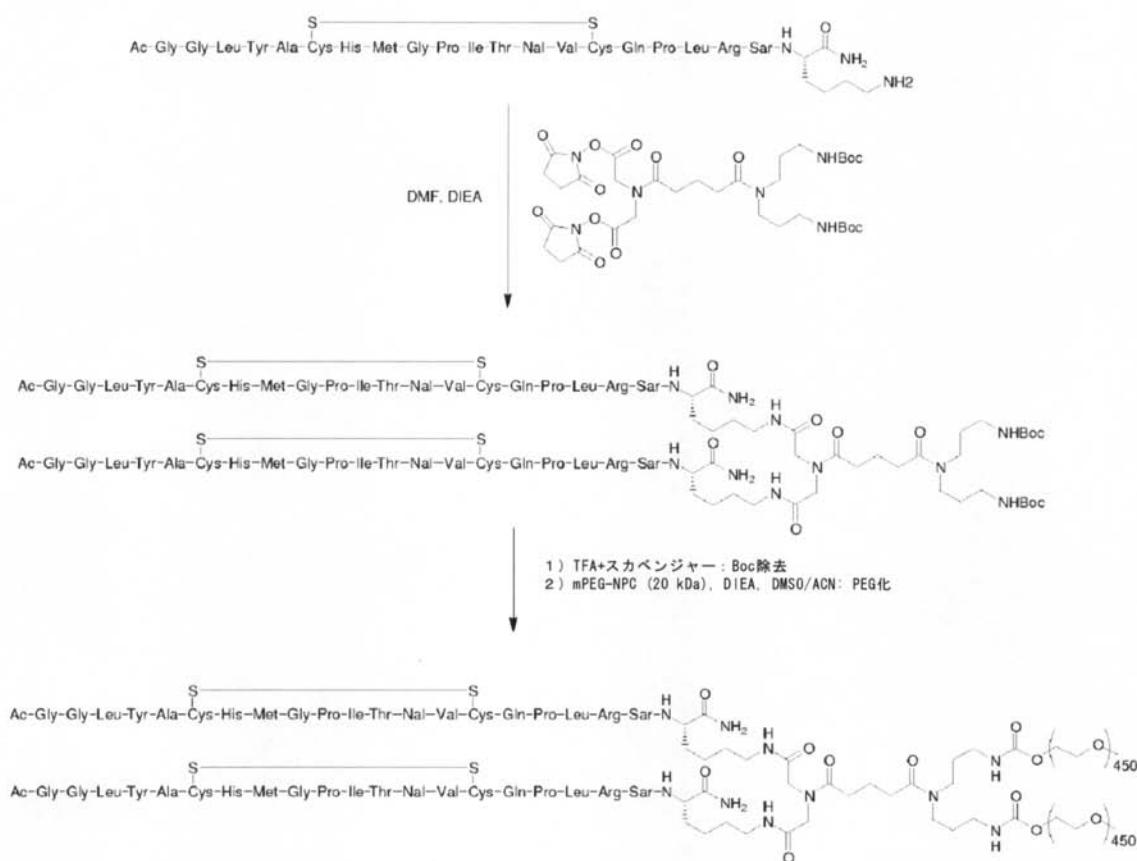 S S
Ac-Gly-Gly-Leu-Tyr-Ala-Cys-His-Met-Gly-Pro-Ile-Thr-Nal-Val-Cys-Gln-Pro-Leu-Arg-Sar-N
H
O
NH₂
NH2
DMF, DIEA
O
N
O
O
O
N
O
O
O
O
O
N
O
O
N
NHBoc
NHBoc
S S
Ac-Gly-Gly-Leu-Tyr-Ala-Cys-His-Met-Gly-Pro-Ile-Thr-Nal-Val-Cys-Gln-Pro-Leu-Arg-Sar-N
H
O
NH₂
H
N
O
S S
Ac-Gly-Gly-Leu-Tyr-Ala-Cys-His-Met-Gly-Pro-Ile-Thr-Nal-Val-Cys-Gln-Pro-Leu-Arg-Sar-N
H
O
NH₂
N
H
O
N
O
O
N
NHBoc
NHBoc
1) TFA+スカベンジャー: Boc除去
2) mPEG-NPC (20 kDa), DIEA, DMSO/ACN: PEG化
S S
Ac-Gly-Gly-Leu-Tyr-Ala-Cys-His-Met-Gly-Pro-Ile-Thr-Nal-Val-Cys-Gln-Pro-Leu-Arg-Sar-N
H
O
NH₂
H
N
O
S S
Ac-Gly-Gly-Leu-Tyr-Ala-Cys-His-Met-Gly-Pro-Ile-Thr-Nal-Val-Cys-Gln-Pro-Leu-Arg-Sar-N
H
O
NH₂
N
H
O
N
O
O
N
N
H
O
O
O
450
N
H
O
O
O
450